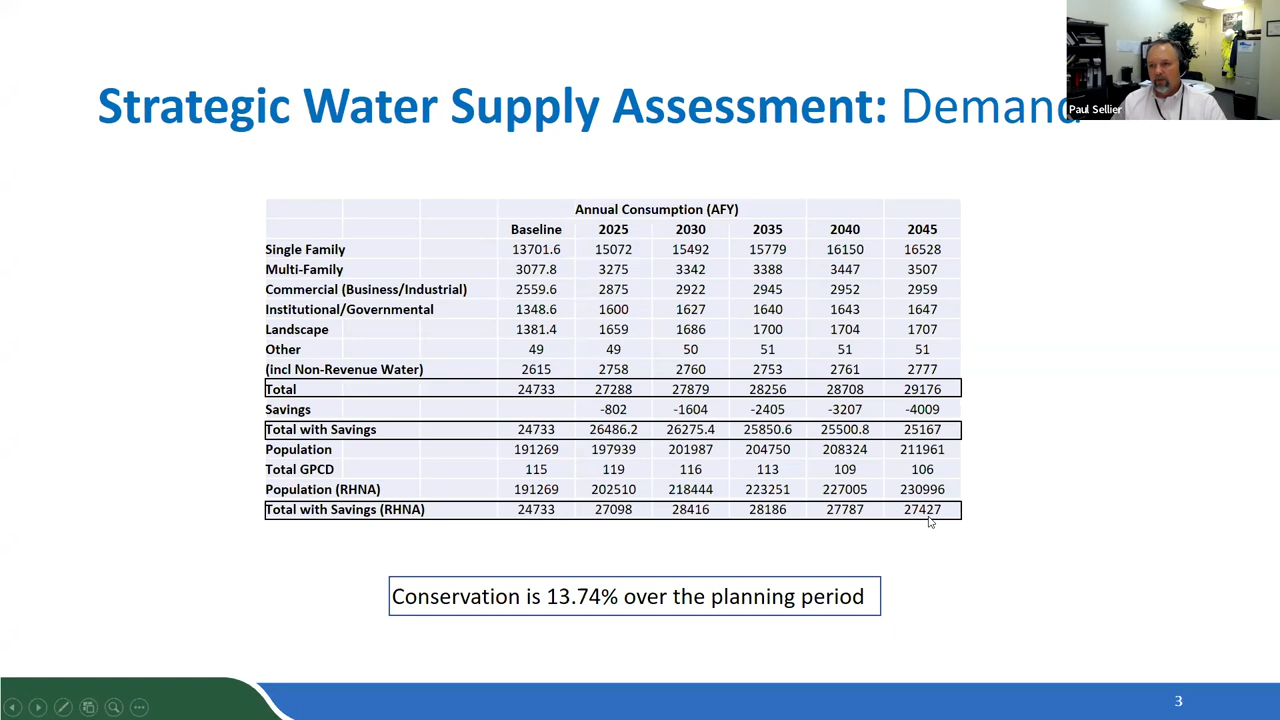 Paul Sellier
Strategic Water Supply Assessment: Demand
Annual Consumption (AFY)
Baseline 2025 2030 2035 2040 2045
Single Family 13701.6 15072 15492 15779 16150 16528
Multi-Family 3077.8 3275 3342 3388 3447 3507
Commercial (Business/Industrial) 2559.6 2875 2922 2945 2952 2959
Institutional/Governmental 1348.6 1600 1627 1640 1643 1647
Landscape 1381.4 1659 1686 1700 1704 1707
Other 49 49 50 51 51 51
(incl Non-Revenue Water) 2615 2758 2760 2753 2761 2777
Total 24733 27288 27879 28256 28708 29176
Savings -802 -1604 -2405 -3207 -4009
Total with Savings 24733 26486.2 26275.4 25850.6 25500.8 25167
Population 191269 197939 201987 204750 208324 211961
Total GPCD 115 119 116 113 109 106
Population (RHNA) 191269 202510 218444 223251 227005 230996
Total with Savings (RHNA) 24733 27098 28416 28186 27787 27427
Conservation is 13.74% over the planning period
3